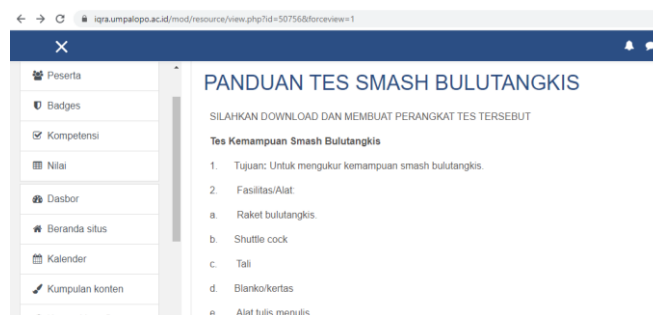 iqra.umpalopo.ac.id/mod/resource/view.php?id=50756&forceview=1
Peserta
Badges
Kompetensi
Nilai
Dasbor
Beranda situs
Kalender
Kumpulan konten
PANDUAN TES SMASH BULUTANGKIS
SILAHKAN DOWNLOAD DAN MEMBUAT PERANGKAT TES TERSEBUT
Tes Kemampuan Smash Bulutangkis
1. Tujuan: Untuk mengukur kemampuan smash bulutangkis.
2. Fasilitas/Alat:
a. Raket bulutangkis.
b. Shuttle cock
c. Tali
d. Blanko/kertas
e. Alat tulis menulis